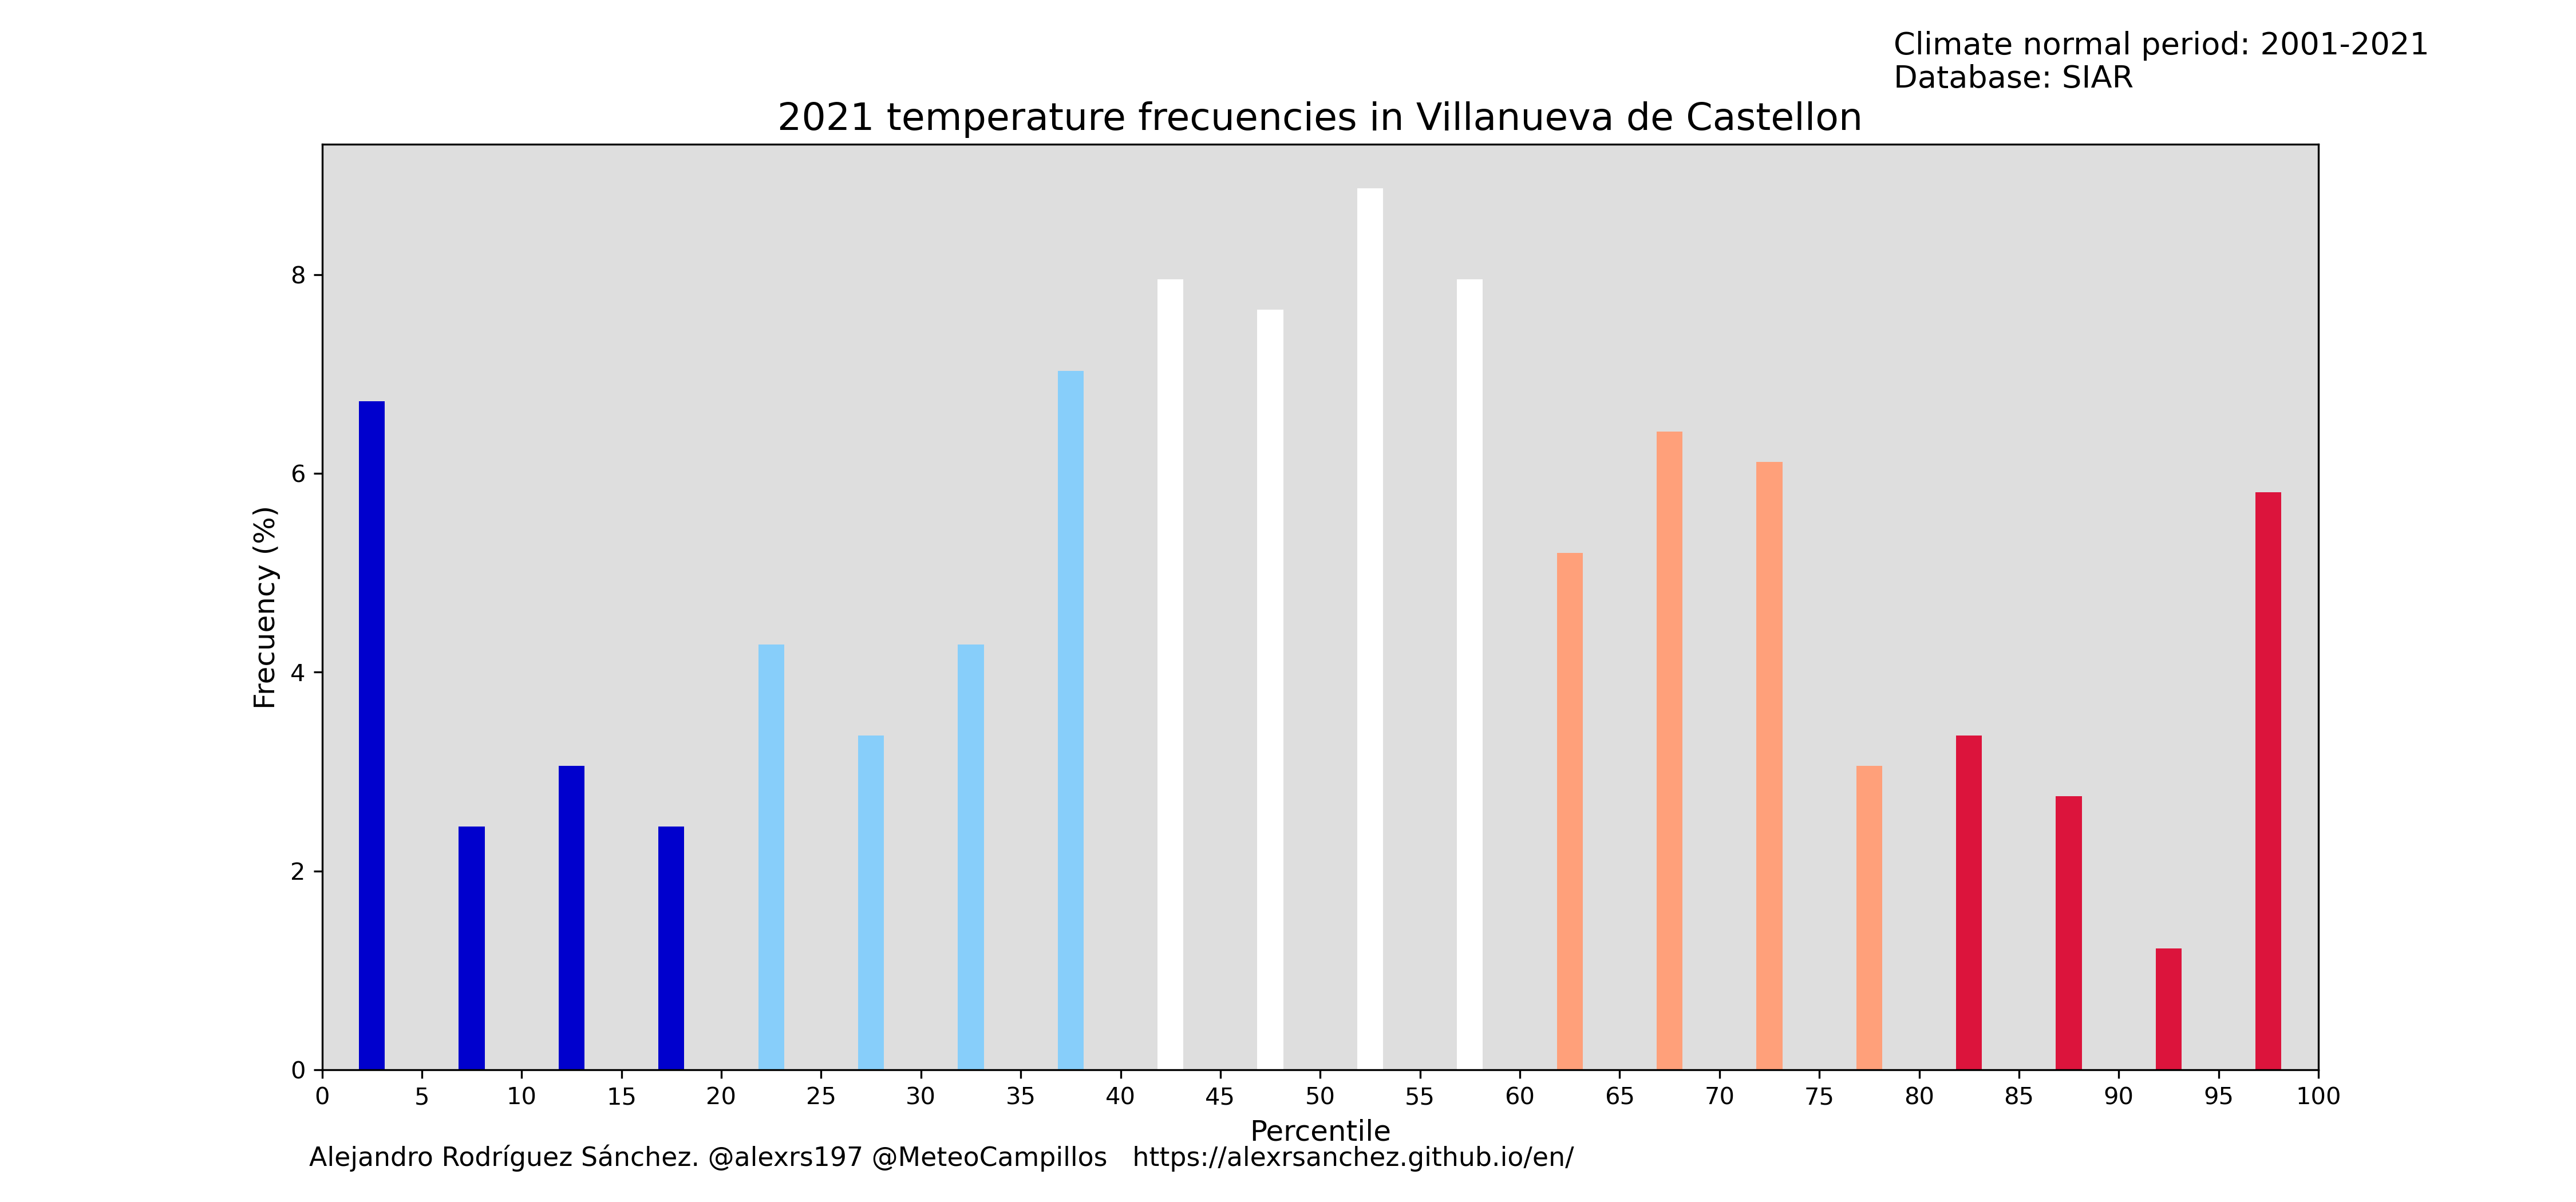 Climate normal period: 2001-2021
Database: SIAR
2021 temperature frecuencies in Villanueva de Castellon
Frecuency (%)
8
6
4
2
0
0 5 10 15 20 25 30 35 40 45 50 55 60 65 70 75 80 85 90 95 100
Percentile
Alejandro Rodríguez Sánchez. @alexrs197 @MeteoCampillos https://alexrsanchez.github.io/en/